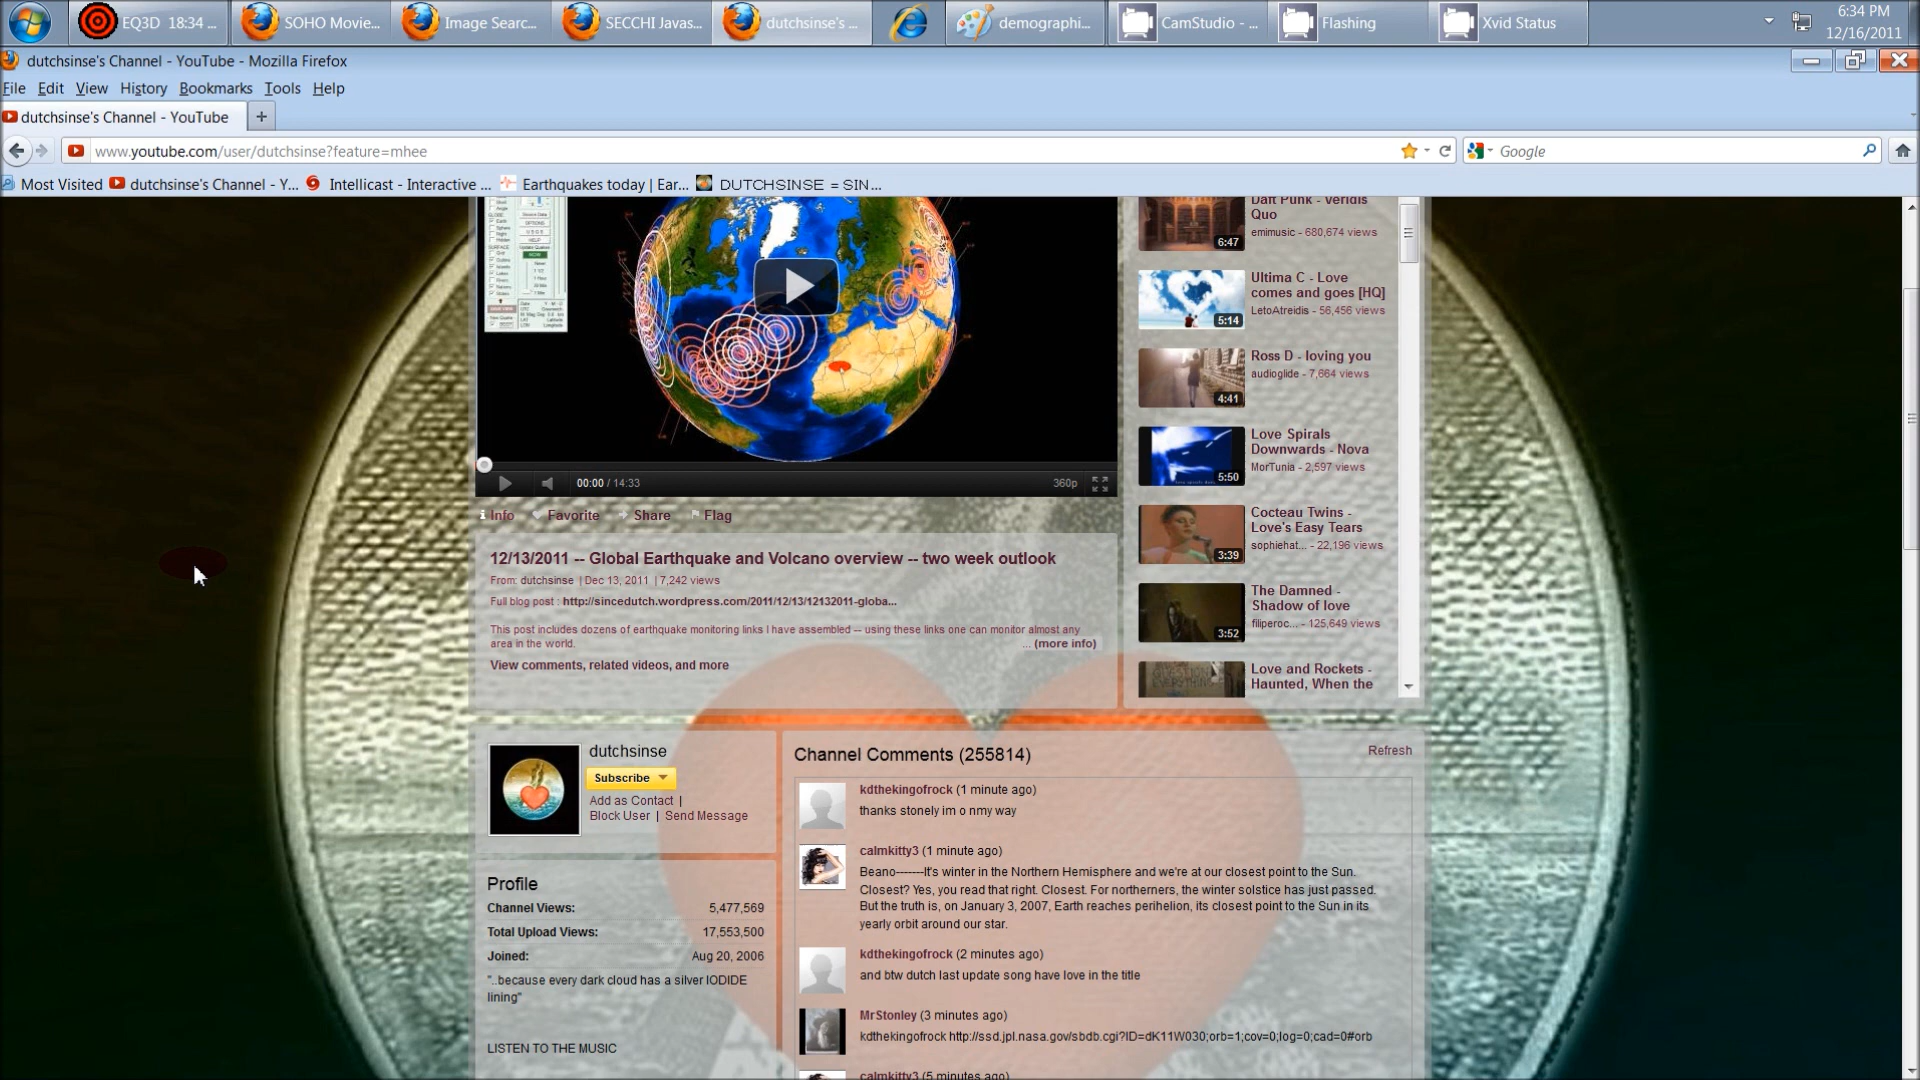 EQ3D 18:34 ...
SOHO Movie...
Image Searc...
SECCHI Javas...
dutchsinse's ...
demographi...
CamStudio - ...
Flashing
Xvid Status
6:34 PM
12/16/2011
dutchsinse's Channel - YouTube - Mozilla Firefox
File Edit View History Bookmarks Tools Help
dutchsinse's Channel - YouTube
www.youtube.com/user/dutchsinse?feature=mhee
Google
Most Visited
dutchsinse's Channel - Y...
Intellicast - Interactive ...
Earthquakes today | Ear...
DUTCHSINSE = SIN...
00:00 / 14:33
360p
Info Favorite Share Flag
12/13/2011 -- Global Earthquake and Volcano overview -- two week outlook
From: dutchsinse | Dec 13, 2011 | 7,242 views
Full blog post : http://sincedutch.wordpress.com/2011/12/13/12132011-globa...
This post includes dozens of earthquake monitoring links I have assembled -- using these links one can monitor almost any
area in the world. ... (more info)
View comments, related videos, and more
Daft Punk - Veridis
Quo
emimusic - 680,674 views
6:47
Ultima C - Love
comes and goes [HQ]
LetoAtreidis - 56,456 views
5:14
Ross D - loving you
audioglide - 7,664 views
4:41
Love Spirals
Downwards - Nova
MorTunia - 2,597 views
5:50
Cocteau Twins -
Love's Easy Tears
sophiehat... - 22,196 views
3:39
The Damned -
Shadow of love
filiperoc... - 125,649 views
3:52
Love and Rockets -
Haunted, When the
dutchsinse
Subscribe
Add as Contact |
Block User | Send Message
Profile
Channel Views: 5,477,569
Total Upload Views: 17,553,500
Joined: Aug 20, 2006
"..because every dark cloud has a silver IODIDE
lining"
LISTEN TO THE MUSIC
Channel Comments (255814)
Refresh
kdthekingofrock (1 minute ago)
thanks stonely im o nmy way
calmkitty3 (1 minute ago)
Beano-------It's winter in the Northern Hemisphere and we're at our closest point to the Sun.
Closest? Yes, you read that right. Closest. For northerners, the winter solstice has just passed.
But the truth is, on January 3, 2007, Earth reaches perihelion, its closest point to the Sun in its
yearly orbit around our star.
kdthekingofrock (2 minutes ago)
and btw dutch last update song have love in the title
MrStonley (3 minutes ago)
kdthekingofrock http://ssd.jpl.nasa.gov/sbdb.cgi?ID=dK11W030;orb=1;cov=0;log=0;cad=0#orb
calmkitty3 (5 minutes ago)